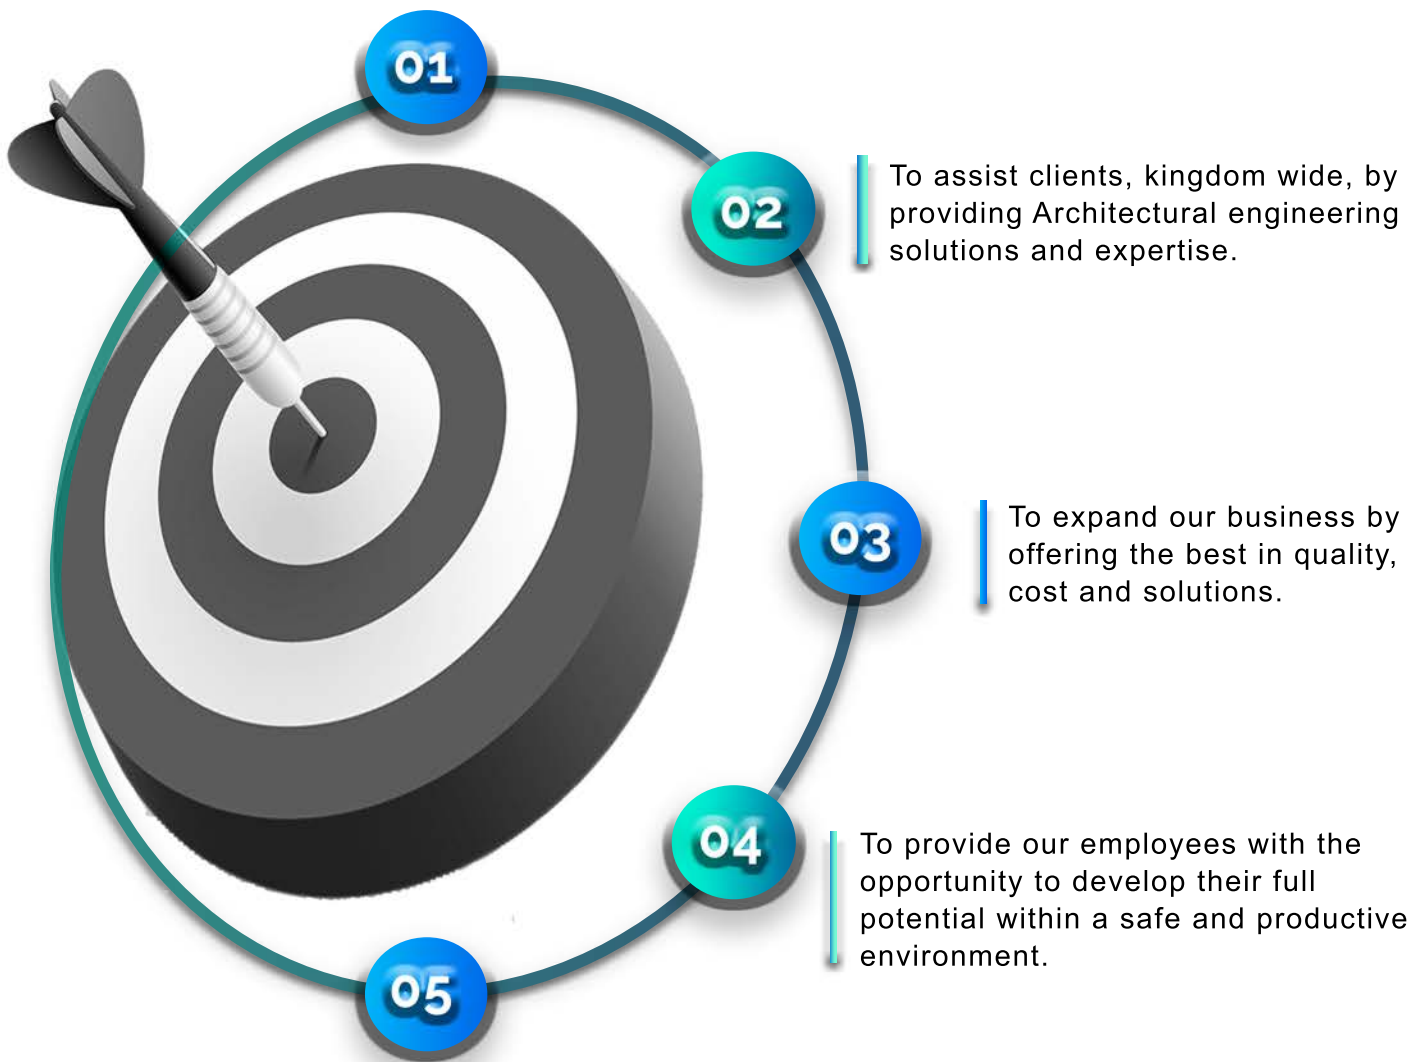 01
02
To assist clients, kingdom wide, by
providing Architectural engineering
solutions and expertise.
03
To expand our business by
offering the best in quality,
cost and solutions.
04
To provide our employees with the
opportunity to develop their full
potential within a safe and productive
environment.
05